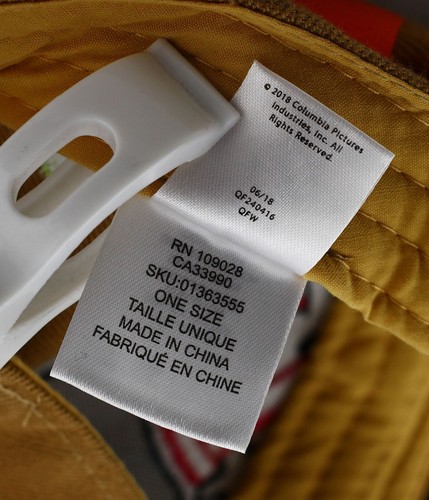 © 2018 Columbia Pictures
Industries, Inc. All
Rights Reserved.
06/18
QF240416
QFW
RN 109028
CA33990
SKU:01363555
ONE SIZE
TAILLE UNIQUE
MADE IN CHINA
FABRIQUÉ EN CHINE